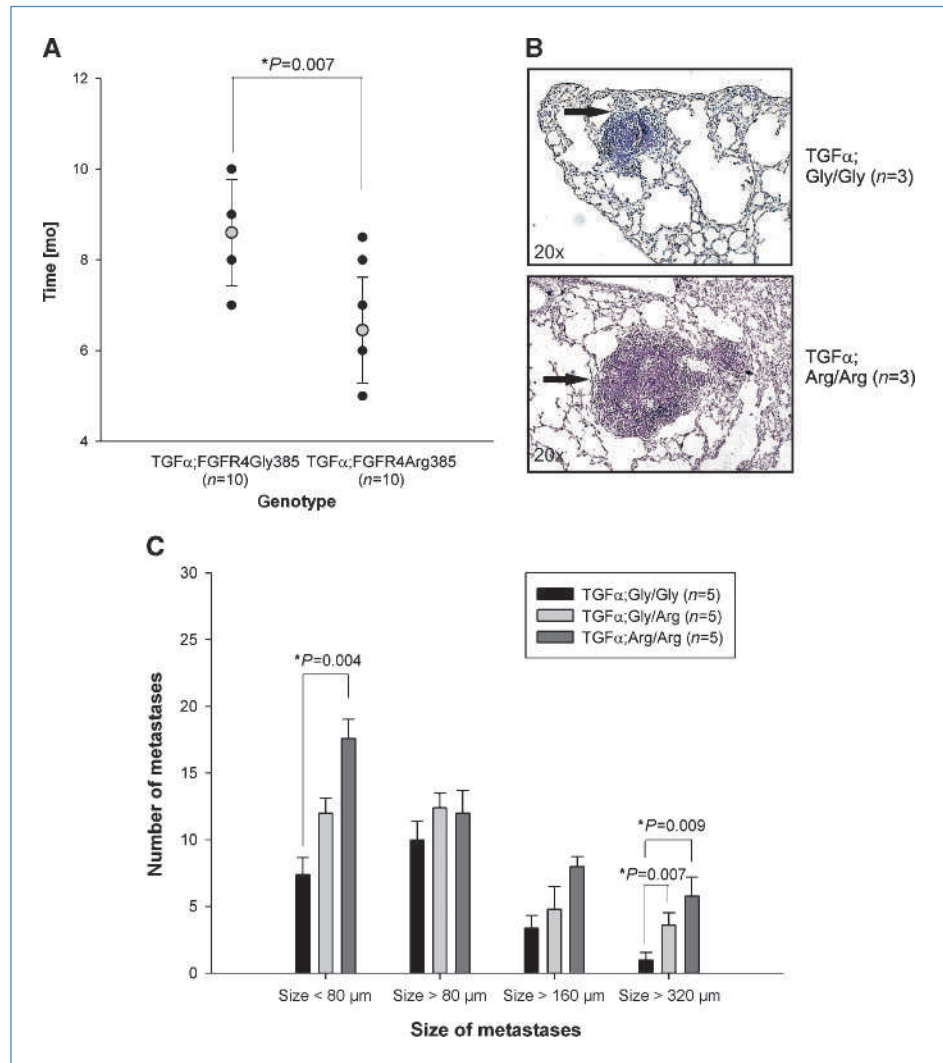 A
*P=0.007
12
10
8
6
4
Time [mo]
TGFα;FGFR4Gly385 TGFα;FGFR4Arg385
(n=10) (n=10)
Genotype
B
20x
TGFα;
Gly/Gly (n=3)
20x
TGFα;
Arg/Arg (n=3)
C
30
25
20
15
10
5
0
Number of metastases
TGFα;Gly/Gly (n=5)
TGFα;Gly/Arg (n=5)
TGFα;Arg/Arg (n=5)
*P=0.004
*P=0.009
*P=0.007
Size < 80 µm Size > 80 µm Size > 160 µm Size > 320 µm
Size of metastases